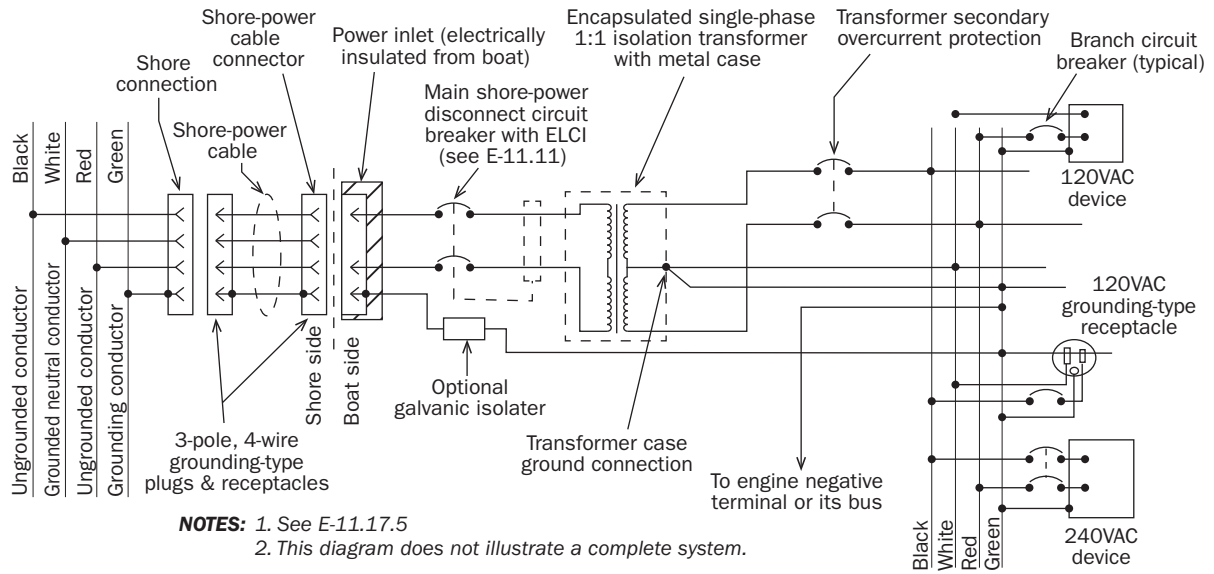 Shore-power
cable
connector
Power inlet (electrically
insulated from boat)
Encapsulated single-phase
1:1 isolation transformer
with metal case
Transformer secondary
overcurrent protection
Branch circuit
breaker (typical)
Shore
connection
Main shore-power
disconnect circuit
breaker with ELCI
(see E-11.11)
Shore-power
cable
Black
White
Red
Green
120VAC
device
Ungrounded conductor
Grounded neutral conductor
Ungrounded conductor
Grounding conductor
Shore side
Boat side
120VAC
grounding-type
receptacle
Optional
galvanic isolater
3-pole, 4-wire
grounding-type
plugs & receptacles
Transformer case
ground connection
To engine negative
terminal or its bus
Black
White
Red
Green
240VAC
device
NOTES: 1. See E-11.17.5
2. This diagram does not illustrate a complete system.